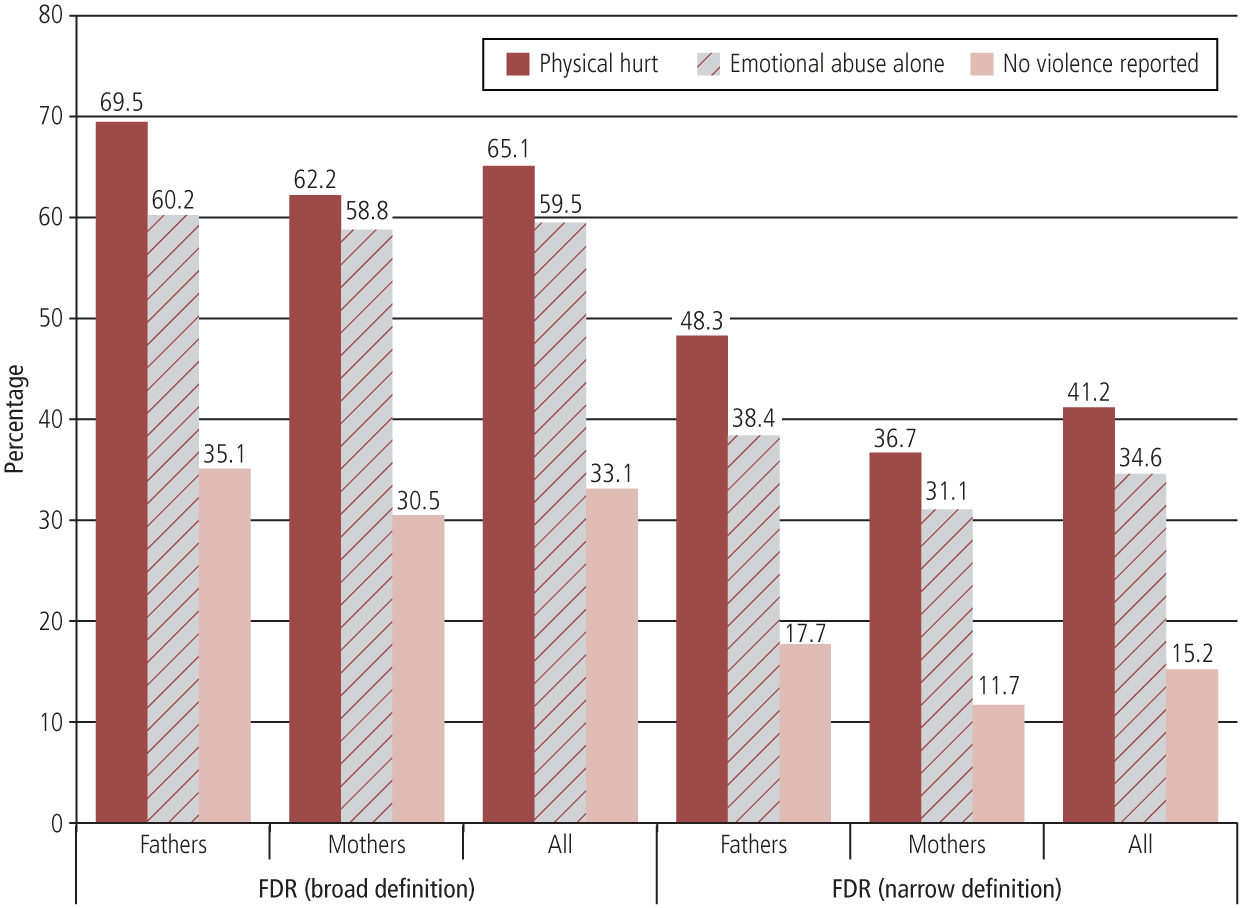 80
70
60
50
40
30
20
10
0
Percentage
Physical hurt Emotional abuse alone No violence reported
69.5 60.2 35.1
62.2 58.8 30.5
65.1 59.5 33.1
48.3 38.4 17.7
36.7 31.1 11.7
41.2 34.6 15.2
Fathers Mothers All Fathers Mothers All
FDR (broad definition) FDR (narrow definition)